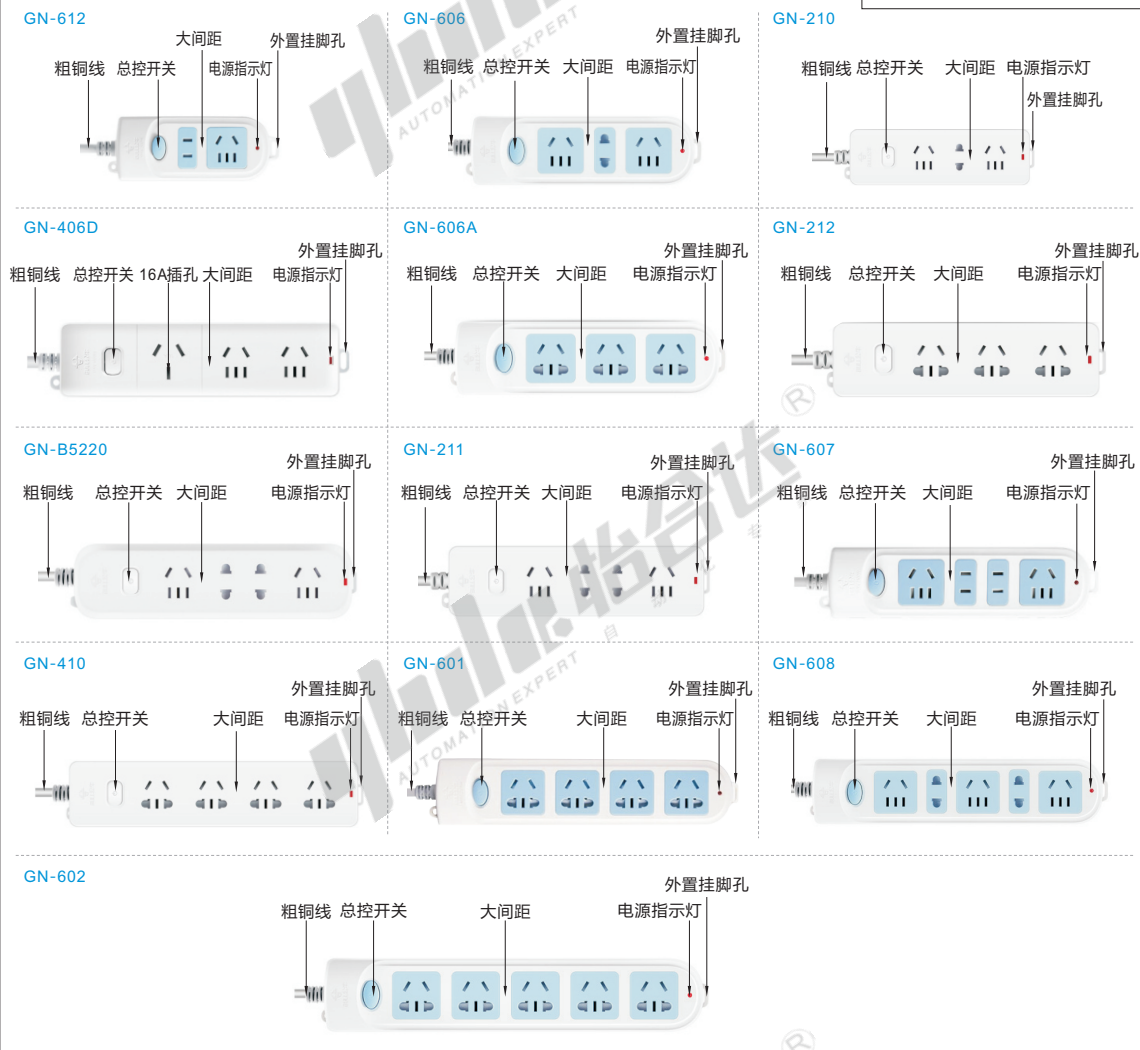 GN-612
大间距
外置挂脚孔
粗铜线 总控开关 电源指示灯
GN-606
外置挂脚孔
粗铜线 总控开关 大间距 电源指示灯
GN-210
粗铜线 总控开关 大间距 电源指示灯
外置挂脚孔
GN-406D
外置挂脚孔
粗铜线 总控开关 16A插孔 大间距 电源指示灯
GN-606A
外置挂脚孔
粗铜线 总控开关 大间距 电源指示灯
GN-212
外置挂脚孔
粗铜线 总控开关 大间距 电源指示灯
GN-B5220
外置挂脚孔
粗铜线 总控开关 大间距 电源指示灯
GN-211
外置挂脚孔
粗铜线 总控开关 大间距 电源指示灯
GN-607
外置挂脚孔
粗铜线 总控开关 大间距 电源指示灯
GN-410
外置挂脚孔
粗铜线 总控开关 大间距 电源指示灯
GN-601
外置挂脚孔
粗铜线 总控开关 大间距 电源指示灯
GN-608
外置挂脚孔
粗铜线 总控开关 大间距 电源指示灯
GN-602
外置挂脚孔
粗铜线 总控开关 大间距 电源指示灯
AUTOMATION EXPERT
怡合达
®
AUTOMATION EXPERT
®